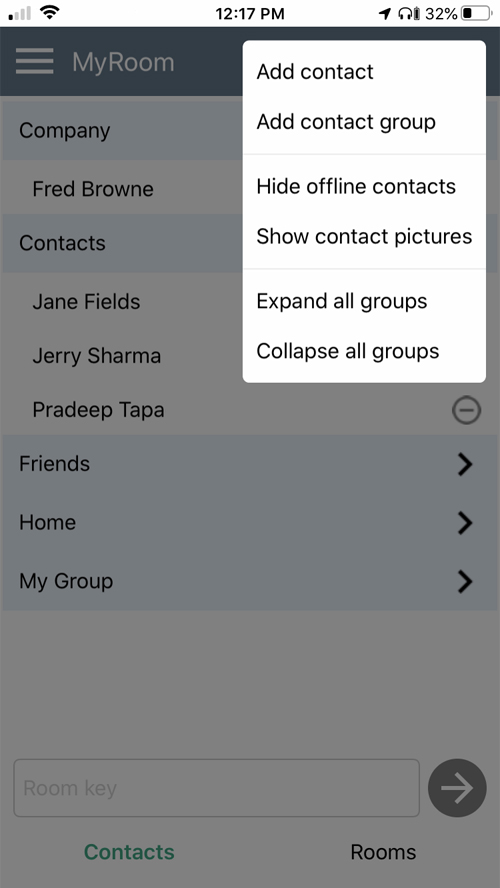 12:17 PM
32%
MyRoom
Add contact
Add contact group
Hide offline contacts
Show contact pictures
Expand all groups
Collapse all groups
Company
Fred Browne
Contacts
Jane Fields
Jerry Sharma
Pradeep Tapa
Friends
Home
My Group
Room key
Contacts
Rooms